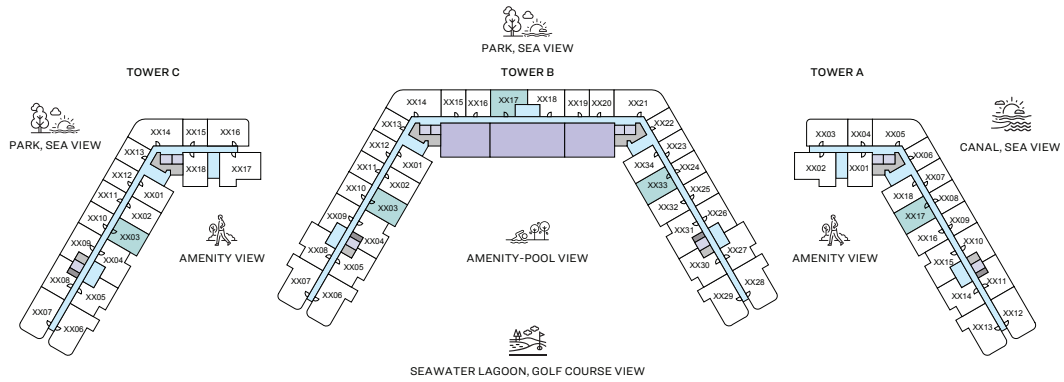 PARK, SEA VIEW
TOWER C
TOWER B
TOWER A
PARK, SEA VIEW
CANAL, SEA VIEW
XX14
XX15
XX16
XX13
XX12
XX18
XX17
XX11
XX01
XX10
XX02
XX09
XX03
XX08
XX04
XX07
XX05
XX06
XX14
XX15
XX16
XX17
XX18
XX19
XX20
XX21
XX13
XX22
XX12
XX01
XX34
XX23
XX11
XX02
XX33
XX24
XX10
XX03
XX32
XX25
XX09
XX04
XX31
XX26
XX08
XX05
XX30
XX27
XX07
XX06
XX29
XX28
XX03
XX04
XX05
XX02
XX01
XX06
XX07
XX18
XX08
XX17
XX09
XX16
XX10
XX15
XX11
XX14
XX12
XX13
AMENITY VIEW
AMENITY-POOL VIEW
AMENITY VIEW
SEAWATER LAGOON, GOLF COURSE VIEW